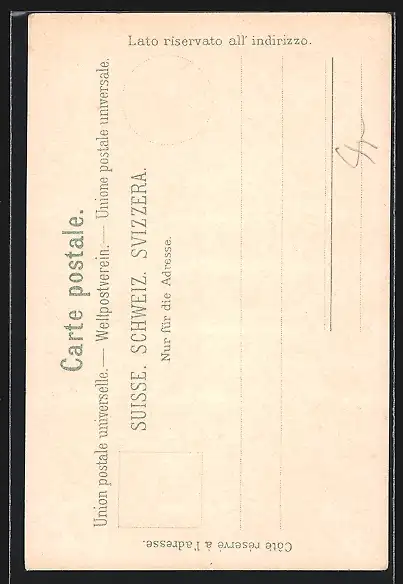 Carte postale.
Union postale universelle. — Weltpostverein. — Unione postale universale.
SUISSE. SCHWEIZ. SVIZZERA.
Nur für die Adresse.
Côté réservé à l'adresse.
Lato riservato all' indirizzo.